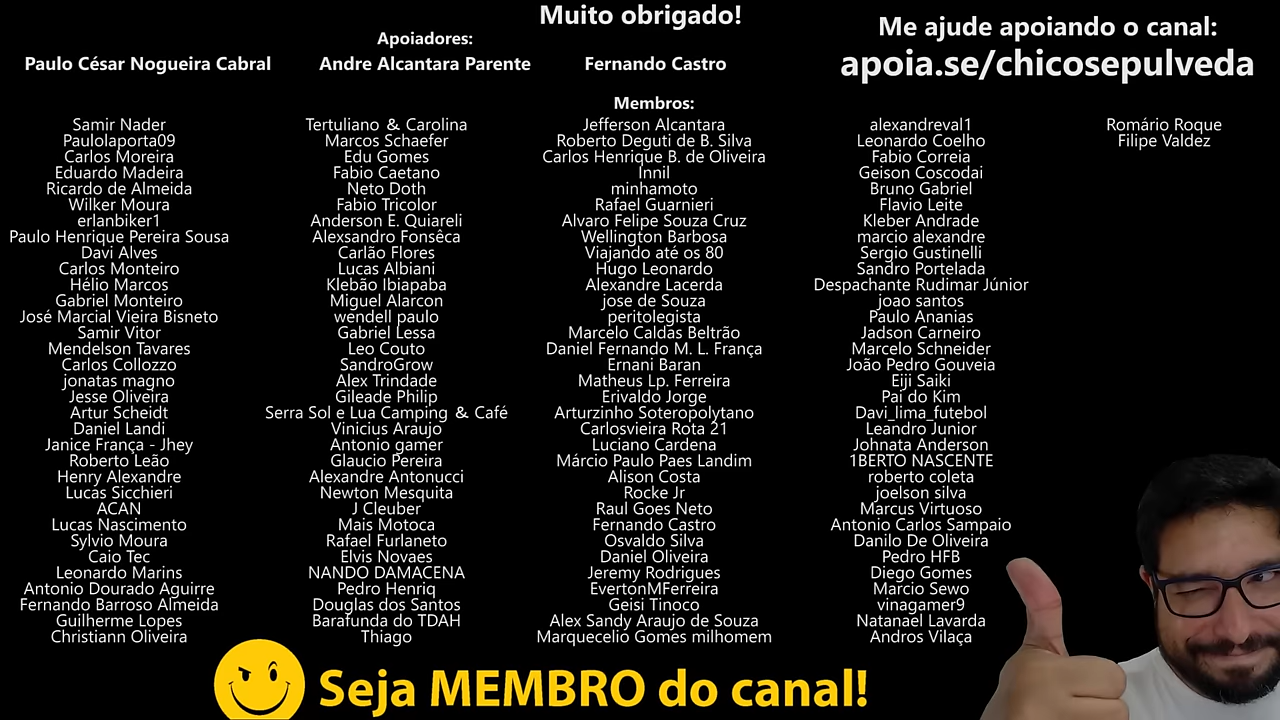 Muito obrigado!
Apoiadores:
Paulo César Nogueira Cabral
Andre Alcantara Parente
Fernando Castro
Me ajude apoiando o canal:
apoia.se/chicosepulveda
Membros:
Samir Nader
Paulolaporta09
Carlos Moreira
Eduardo Madeira
Ricardo de Almeida
Wilker Moura
erlanbiker1
Paulo Henrique Pereira Sousa
Davi Alves
Carlos Monteiro
Hélio Marcos
Gabriel Monteiro
José Marcial Vieira Bisneto
Samir Vitor
Mendelson Tavares
Carlos Collozzo
jonatas magno
Jesse Oliveira
Artur Scheidt
Daniel Landi
Janice França - Jhey
Roberto Leão
Henry Alexandre
Lucas Sicchieri
ACAN
Lucas Nascimento
Sylvio Moura
Caio Tec
Leonardo Marins
Antonio Dourado Aguirre
Fernando Barroso Almeida
Guilherme Lopes
Christiann Oliveira
Tertuliano & Carolina
Marcos Schaefer
Edu Gomes
Fabio Caetano
Neto Doth
Fabio Tricolor
Anderson E. Quiareli
Alexsandro Fonsêca
Carlão Flores
Lucas Albiani
Klebão Ibiapaba
Miguel Alarcon
wendell paulo
Gabriel Lessa
Leo Couto
SandroGrow
Alex Trindade
Gileade Philip
Serra Sol e Lua Camping & Café
Vinicius Araujo
Antonio gamer
Glaucio Pereira
Alexandre Antonucci
Newton Mesquita
J Cleuber
Mais Motoca
Rafael Furlaneto
Elvis Novaes
NANDO DAMACENA
Pedro Henriq
Douglas dos Santos
Barafunda do TDAH
Thiago
Jefferson Alcantara
Roberto Deguti de B. Silva
Carlos Henrique B. de Oliveira
Innil
minhamoto
Rafael Guarnieri
Alvaro Felipe Souza Cruz
Wellington Barbosa
Viajando até os 80
Hugo Leonardo
Alexandre Lacerda
jose de Souza
peritolegista
Marcelo Caldas Beltrão
Daniel Fernando M. L. França
Ernani Baran
Matheus Lp. Ferreira
Erivaldo Jorge
Arturzinho Soteropolytano
Carlosvieira Rota 21
Luciano Cardena
Márcio Paulo Paes Landim
Alison Costa
Rocke Jr
Raul Goes Neto
Fernando Castro
Osvaldo Silva
Daniel Oliveira
Jeremy Rodrigues
EvertonMFerreira
Geisi Tinoco
Alex Sandy Araujo de Souza
Marquecelio Gomes milhomem
alexandreval1
Leonardo Coelho
Fabio Correia
Geison Coscodai
Bruno Gabriel
Flavio Leite
Kleber Andrade
marcio alexandre
Sergio Gustinelli
Sandro Portelada
Despachante Rudimar Júnior
joao santos
Paulo Ananias
Jadson Carneiro
Marcelo Schneider
João Pedro Gouveia
Eiji Saiki
Pai do Kim
Davi_lima_futebol
Leandro Junior
Johnata Anderson
1BERTO NASCENTE
roberto coleta
joelson silva
Marcus Virtuoso
Antonio Carlos Sampaio
Danilo De Oliveira
Pedro HFB
Diego Gomes
Marcio Sewo
vinagamer9
Natanael Lavarda
Andros Vilaça
Romário Roque
Filipe Valdez
Seja MEMBRO do canal!